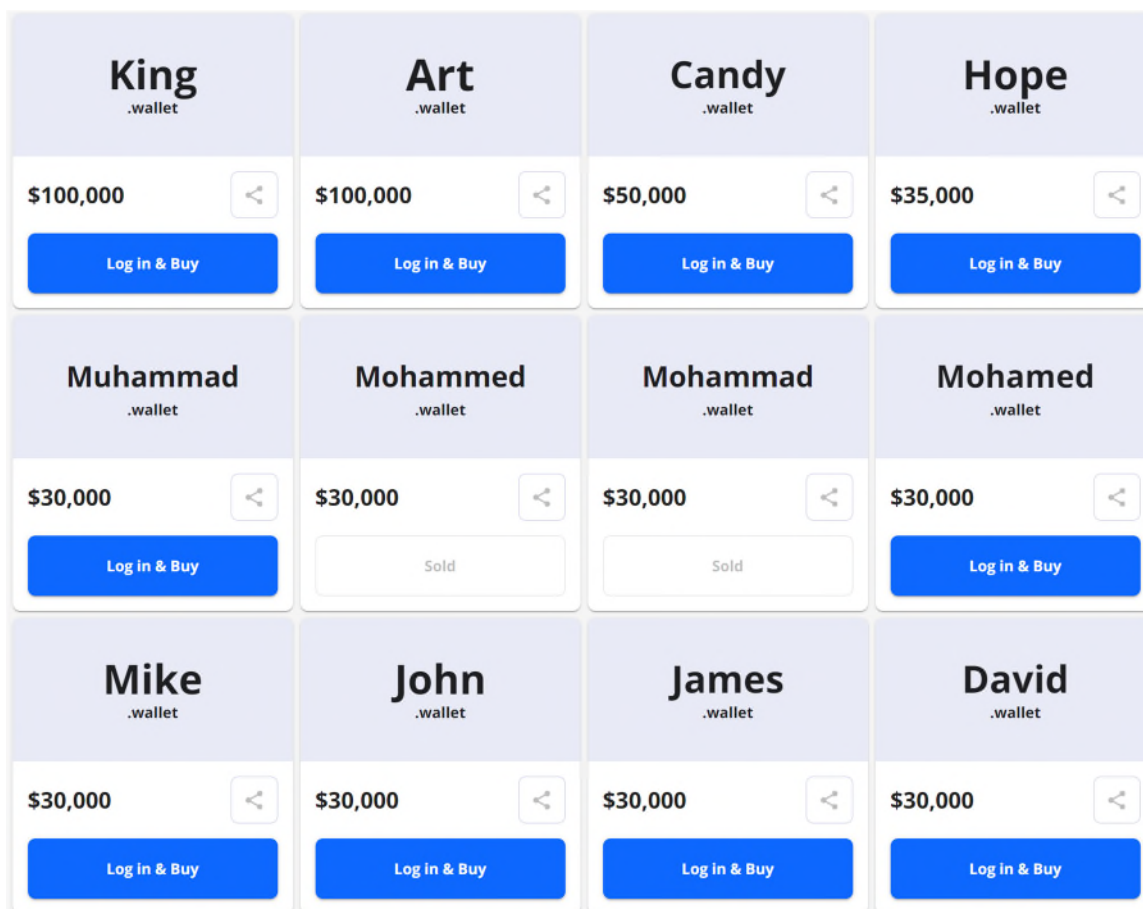 King
.wallet
$100,000
Log in & Buy
Art
.wallet
$100,000
Log in & Buy
Candy
.wallet
$50,000
Log in & Buy
Hope
.wallet
$35,000
Log in & Buy
Muhammad
.wallet
$30,000
Log in & Buy
Mohammed
.wallet
$30,000
Sold
Mohammad
.wallet
$30,000
Sold
Mohamed
.wallet
$30,000
Log in & Buy
Mike
.wallet
$30,000
Log in & Buy
John
.wallet
$30,000
Log in & Buy
James
.wallet
$30,000
Log in & Buy
David
.wallet
$30,000
Log in & Buy